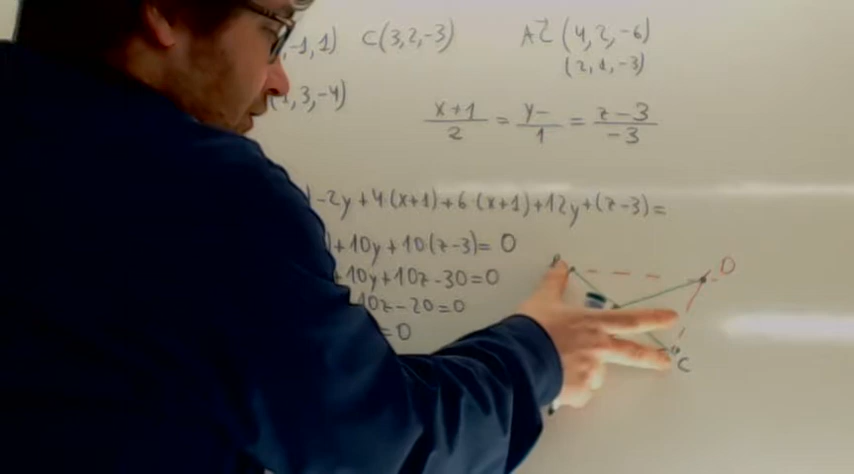 ,-1,1) C(3,2,-3) AC (4,2,-6)
(2,1,-3)
,3,-4)
x+1/2 = y-/1 = z-3/-3
-2y+4·(x+1)+6·(x+1)+12y+(z-3)=
+10y+10(z-3)=0
+10y+10z-30=0
10z-20=0
=0
D
C